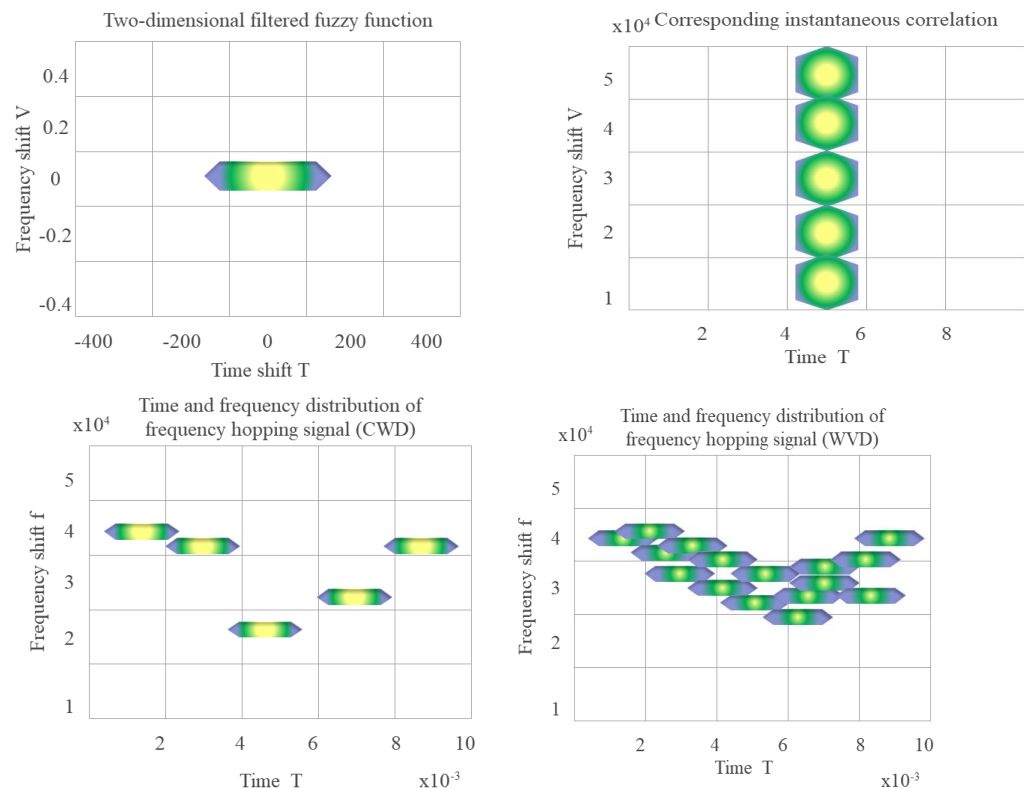 Two-dimensional filtered fuzzy function
Frequency shift V
0.4
0.2
0
-0.2
-0.4
-400 -200 0 200 400
Time shift T
x10⁴ Corresponding instantaneous correlation
Frequency shift V
5
4
3
2
1
2 4 6 8
Time T
Time and frequency distribution of
frequency hopping signal (CWD)
x10⁴
Frequency shift f
5
4
3
2
1
2 4 6 8 10
Time T
x10⁻³
Time and frequency distribution of
frequency hopping signal (WVD)
x10⁴
Frequency shift f
5
4
3
2
1
2 4 6 8 10
Time T
x10⁻³